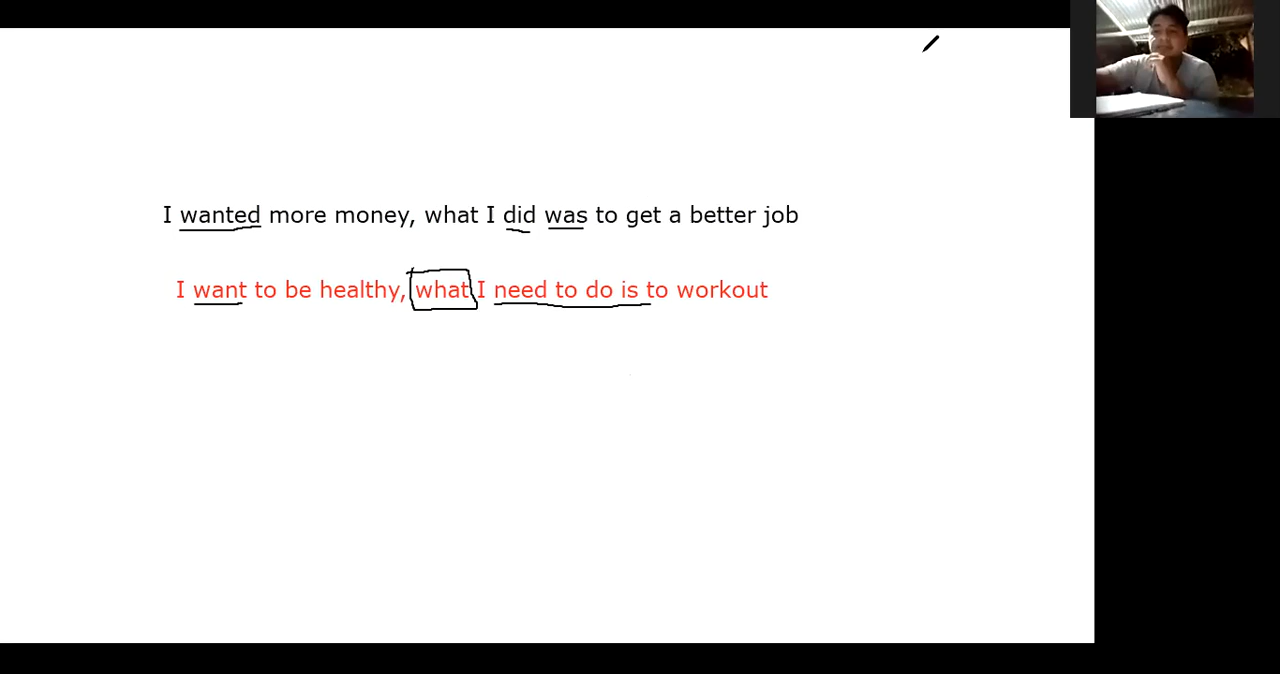 I wanted more money, what I did was to get a better job
I want to be healthy, what I need to do is to workout